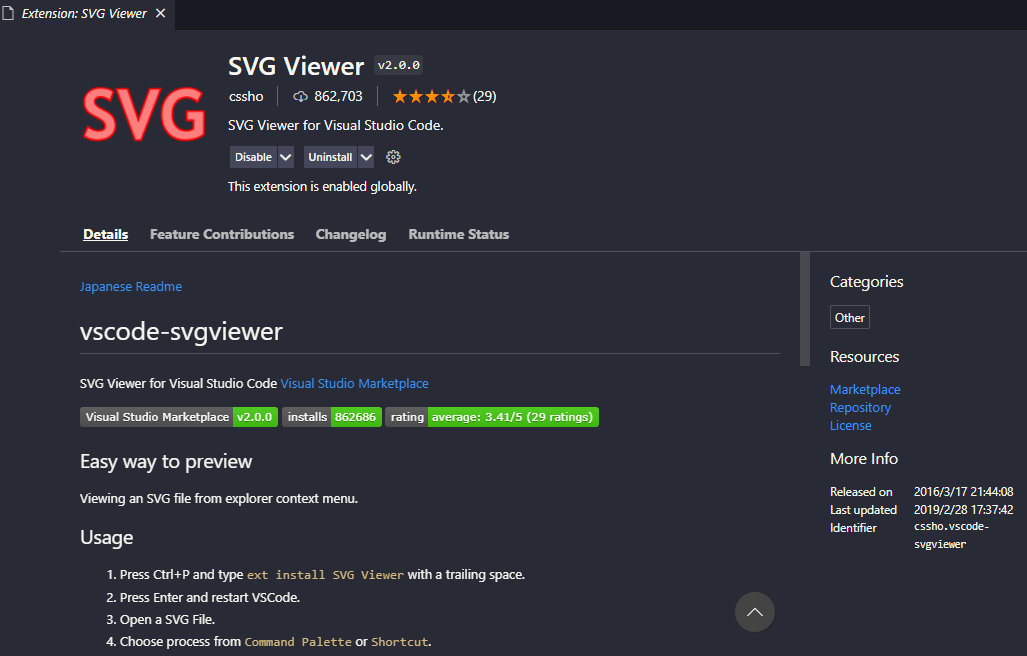 Extension: SVG Viewer
SVG
SVG Viewer v2.0.0
cssho 862,703 (29)
SVG Viewer for Visual Studio Code.
Disable Uninstall
This extension is enabled globally.
Details Feature Contributions Changelog Runtime Status
Japanese Readme
vscode-svgviewer
SVG Viewer for Visual Studio Code Visual Studio Marketplace
Visual Studio Marketplace v2.0.0 installs 862686 rating average: 3.41/5 (29 ratings)
Easy way to preview
Viewing an SVG file from explorer context menu.
Usage
1. Press Ctrl+P and type ext install SVG Viewer with a trailing space.
2. Press Enter and restart VSCode.
3. Open a SVG File.
4. Choose process from Command Palette or Shortcut.
Categories
Other
Resources
Marketplace
Repository
License
More Info
Released on 2016/3/17 21:44:08
Last updated 2019/2/28 17:37:42
Identifier cssho.vscode-
svgviewer